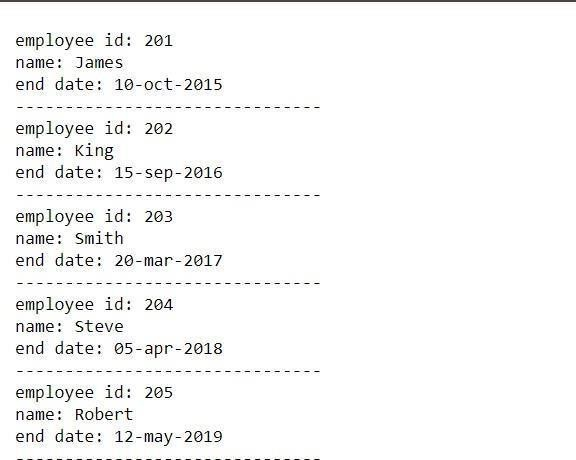 employee id: 201
name: James
end date: 10-oct-2015
-------------------------------
employee id: 202
name: King
end date: 15-sep-2016
-------------------------------
employee id: 203
name: Smith
end date: 20-mar-2017
-------------------------------
employee id: 204
name: Steve
end date: 05-apr-2018
-------------------------------
employee id: 205
name: Robert
end date: 12-may-2019
-------------------------------